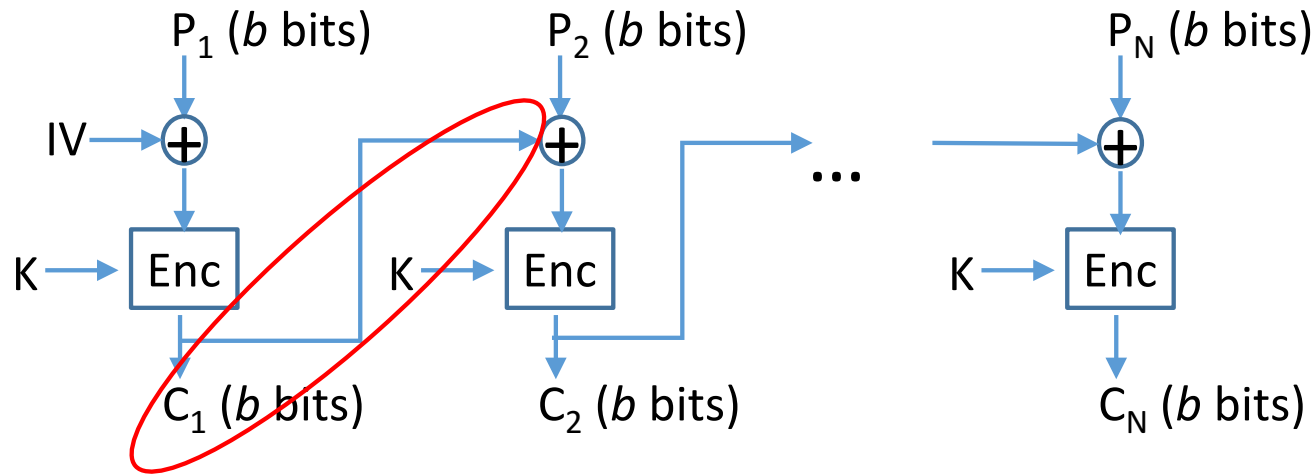 P1 (b bits) P2 (b bits) PN (b bits)
IV + + ... +
K Enc K Enc K Enc
C1 (b bits) C2 (b bits) CN (b bits)